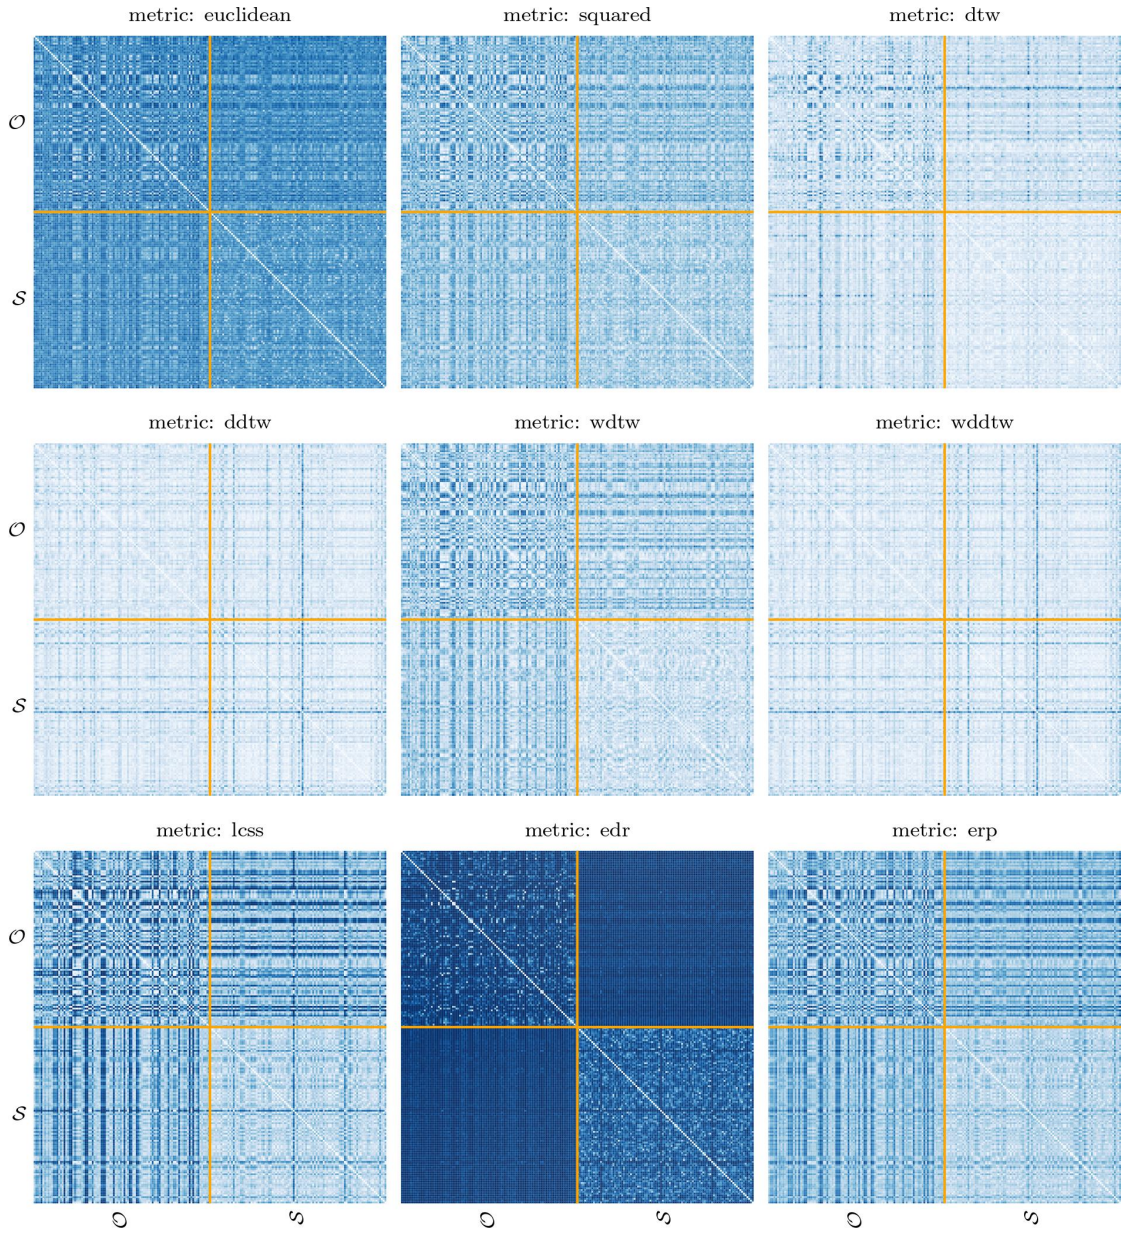 metric: euclidean
metric: squared
metric: dtw
𝒪
𝒮
metric: ddtw
metric: wdtw
metric: wddtw
𝒪
𝒮
metric: lcss
metric: edr
metric: erp
𝒪
𝒮
𝒪
𝒮
𝒪
𝒮
𝒪
𝒮